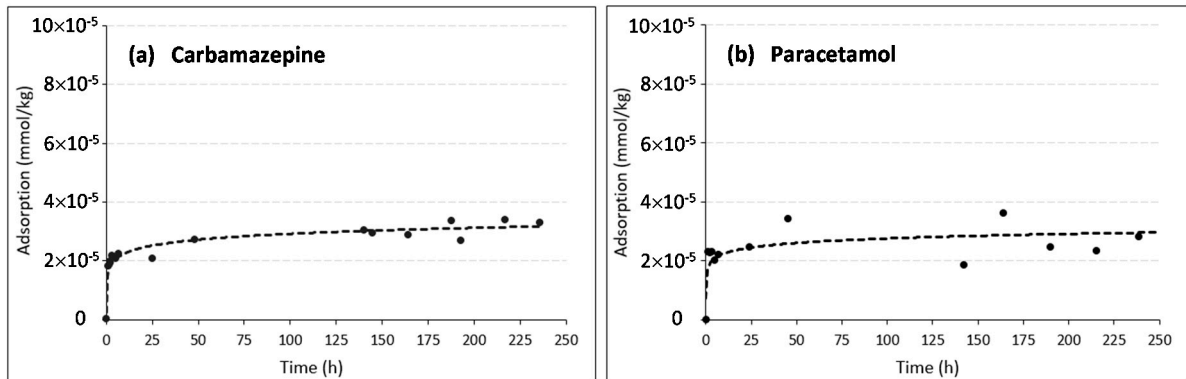 (a) Carbamazepine
Adsorption (mmol/kg)
10×10⁻⁵
8×10⁻⁵
6×10⁻⁵
4×10⁻⁵
2×10⁻⁵
0
0 25 50 75 100 125 150 175 200 225 250
Time (h)
(b) Paracetamol
Adsorption (mmol/kg)
10×10⁻⁵
8×10⁻⁵
6×10⁻⁵
4×10⁻⁵
2×10⁻⁵
0
0 25 50 75 100 125 150 175 200 225 250
Time (h)